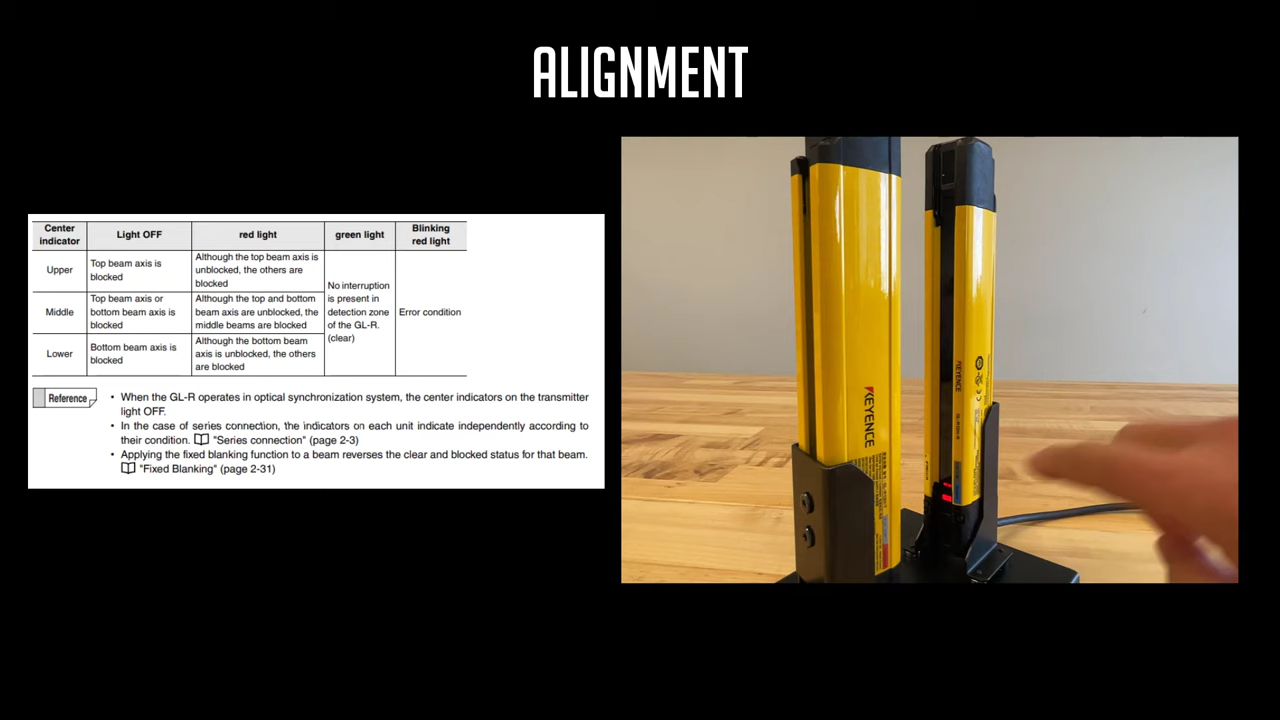 ALIGNMENT
Center indicator | Light OFF | red light | green light | Blinking red light
Upper | Top beam axis is blocked | Although the top beam axis is unblocked, the others are blocked | No interruption is present in detection zone of the GL-R. (clear) | Error condition
Middle | Top beam axis or bottom beam axis is blocked | Although the top and bottom beam axis are unblocked, the middle beams are blocked
Lower | Bottom beam axis is blocked | Although the bottom beam axis is unblocked, the others are blocked
Reference
• When the GL-R operates in optical synchronization system, the center indicators on the transmitter
light OFF.
• In the case of series connection, the indicators on each unit indicate independently according to
their condition. "Series connection" (page 2-3)
• Applying the fixed blanking function to a beam reverses the clear and blocked status for that beam.
"Fixed Blanking" (page 2-31)
KEYENCE
KEYENCE